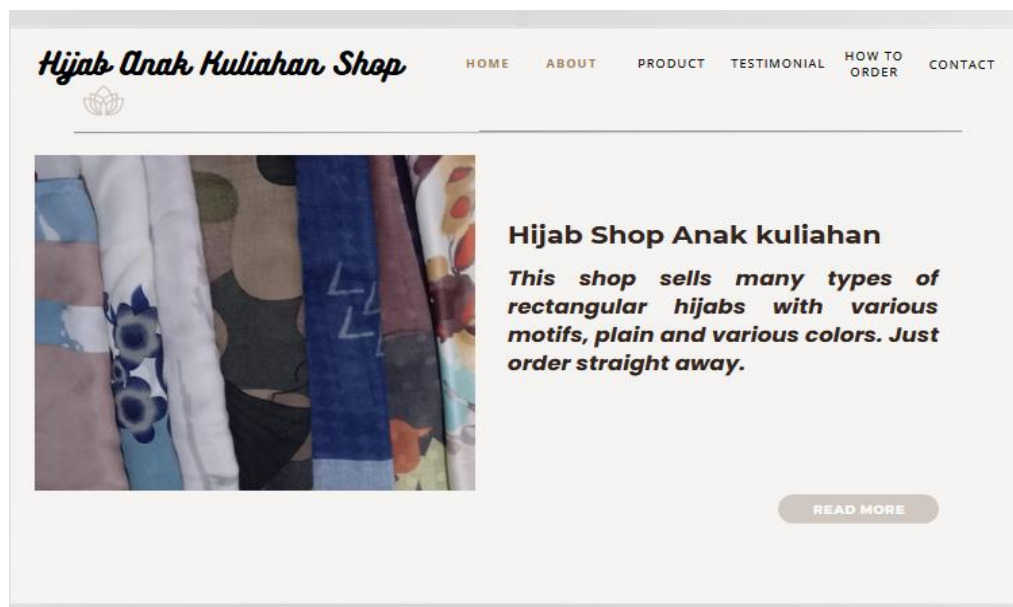 Hijab Anak Kuliahan Shop
HOME ABOUT PRODUCT TESTIMONIAL HOW TO ORDER CONTACT
Hijab Shop Anak kuliahan
This shop sells many types of
rectangular hijabs with various
motifs, plain and various colors. Just
order straight away.
READ MORE